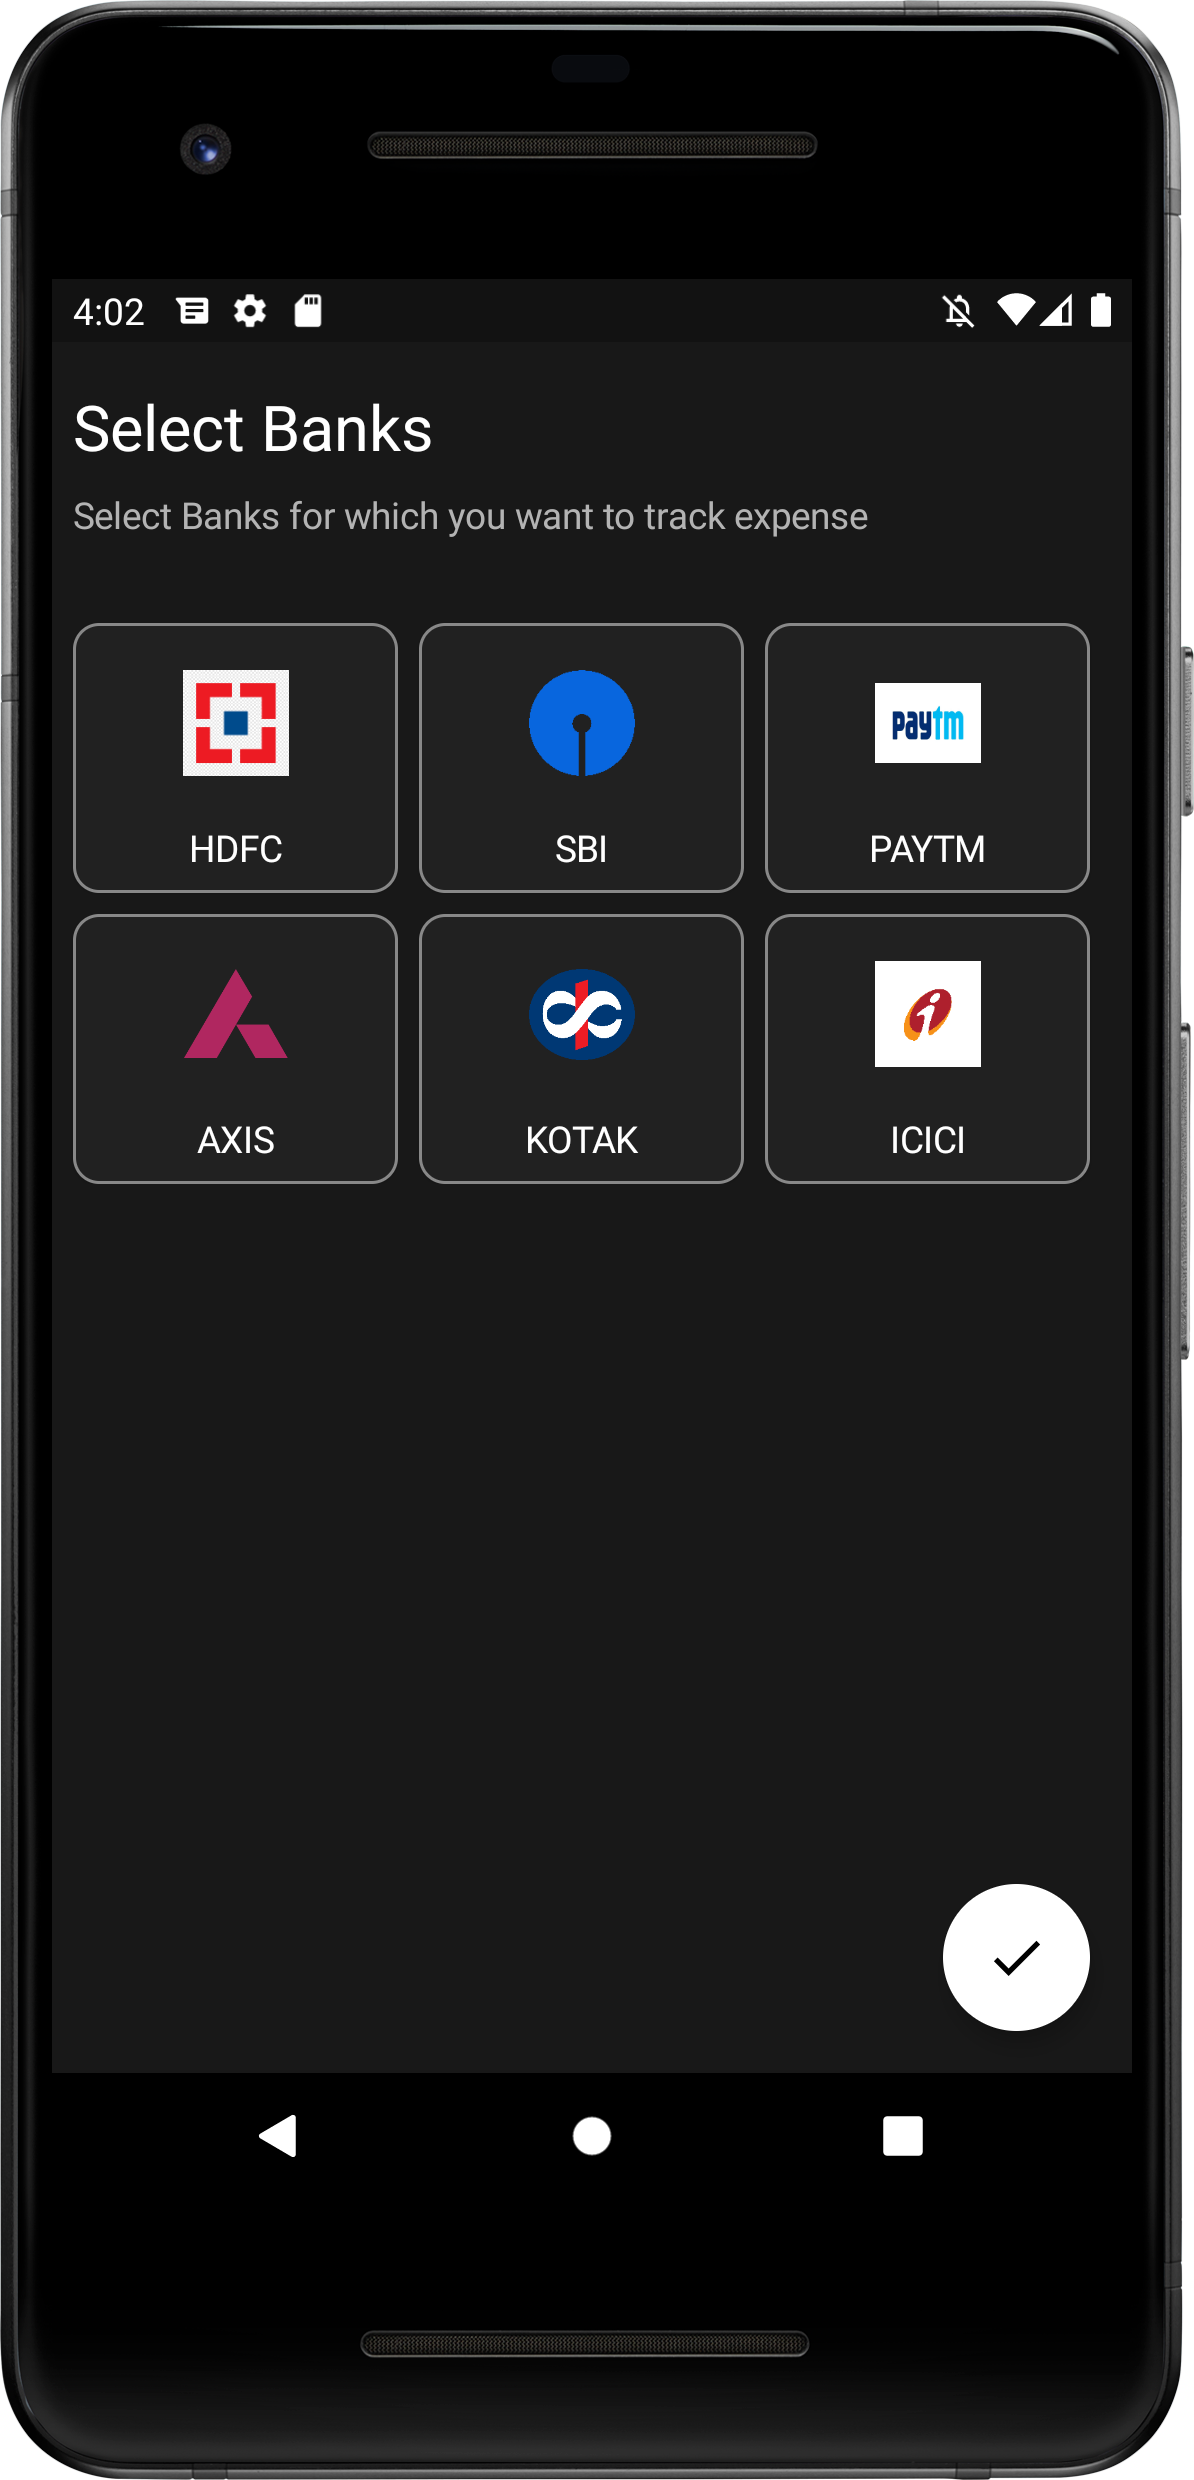 4:02
Select Banks
Select Banks for which you want to track expense
paytm
HDFC SBI PAYTM
i
AXIS KOTAK ICICI